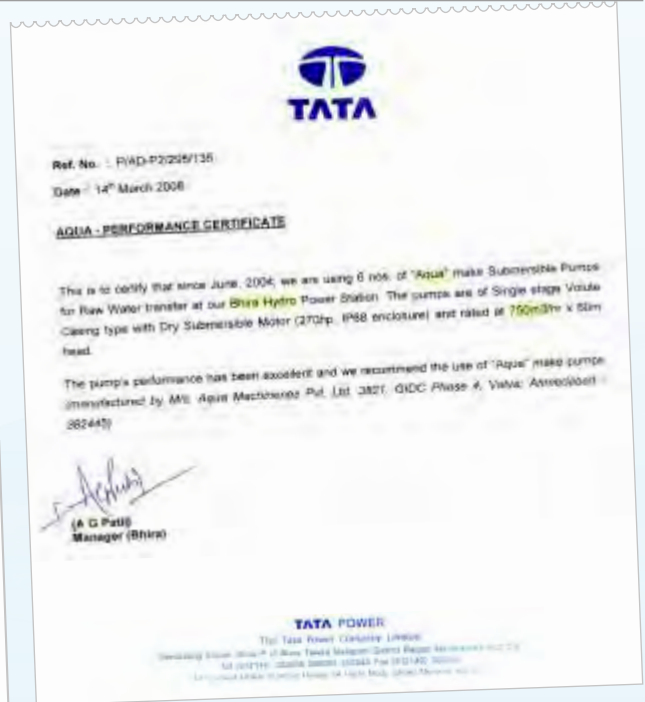 TATA
Ref. No. : P/AD-P2/295/135
Date : 14th March 2008
AQUA - PERFORMANCE CERTIFICATE
This is to certify that since June, 2004, we are using 6 nos. of "Aqua" make Submersible Pumps
for Raw Water transfer at our Bhira Hydro Power Station. The pumps are of Single stage Volute
Casing type with Dry Submersible Motor (270hp, IP68 enclosure) and rated at 750m3/hr x 60m
head.
The pump's performance has been excellent and we recommend the use of "Aqua" make pumps
(manufactured by M/s. Aqua Machineries Pvt. Ltd. GIDC Phase 4, Vatva, Ahmedabad -
382445)
(A G Patil)
Manager (Bhira)
TATA POWER
The Tata Power Company Limited